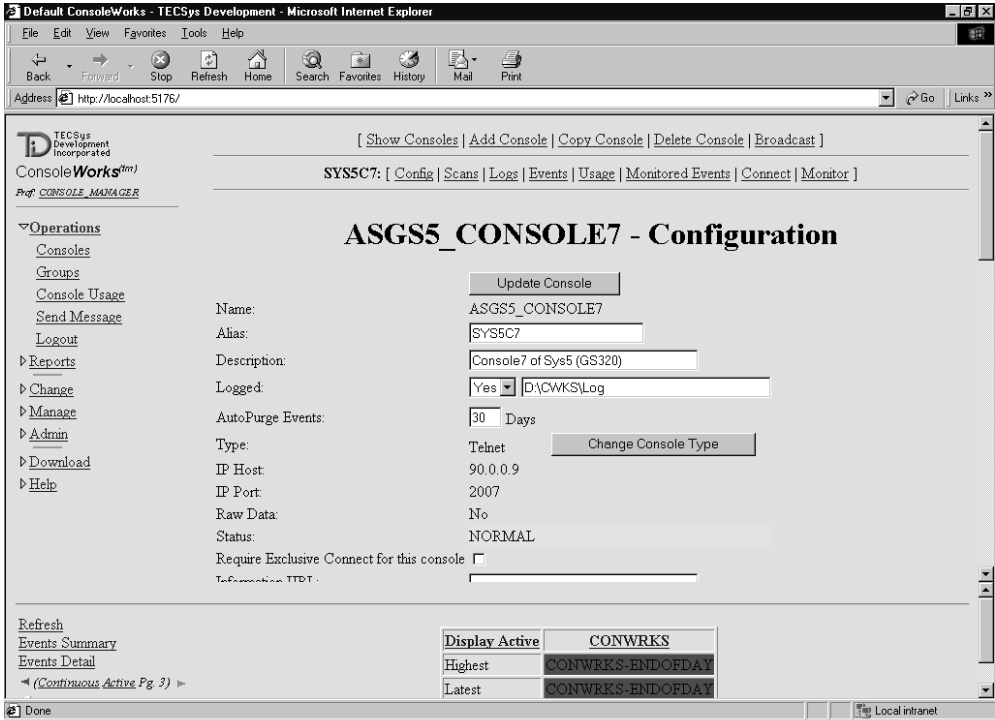 Default ConsoleWorks - TECSys Development - Microsoft Internet Explorer
File Edit View Favorites Tools Help
Back Forward Stop Refresh Home Search Favorites History Mail Print
Address http://localhost:5176/ Go Links »
TECSys
Development
Incorporated
ConsoleWorks(tm)
Prof: CONSOLE_MANAGER
Operations
Consoles
Groups
Console Usage
Send Message
Logout
Reports
Change
Manage
Admin
Download
Help
[ Show Consoles | Add Console | Copy Console | Delete Console | Broadcast ]
SYS5C7: [ Config | Scans | Logs | Events | Usage | Monitored Events | Connect | Monitor ]
ASGS5_CONSOLE7 - Configuration
Update Console
Name: ASGS5_CONSOLE7
Alias: SYS5C7
Description: Console7 of Sys5 (GS320)
Logged: Yes D:\CWKS\Log
AutoPurge Events: 30 Days
Type: Telnet Change Console Type
IP Host: 90.0.0.9
IP Port: 2007
Raw Data: No
Status: NORMAL
Require Exclusive Connect for this console
Information URL:
Refresh
Events Summary
Events Detail
(Continuous Active Pg. 3)
Display Active CONWRKS
Highest CONWRKS-ENDOFDAY
Latest CONWRKS-ENDOFDAY
Done Local intranet